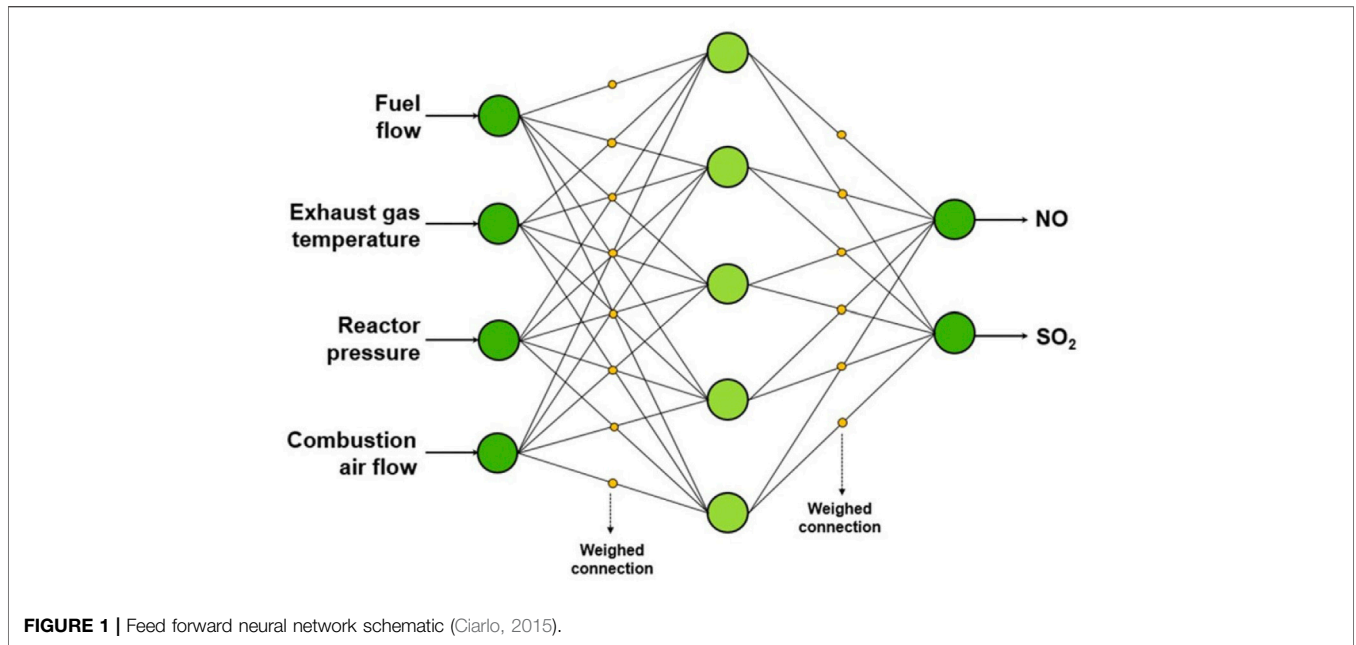 Fuel
flow
Exhaust gas
temperature
Reactor
pressure
Combustion
air flow
NO
SO₂
Weighed
connection
Weighed
connection
FIGURE 1 | Feed forward neural network schematic (Ciarlo, 2015).